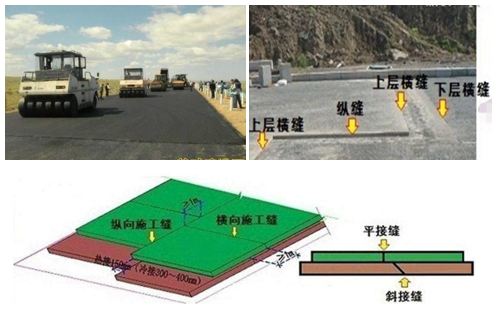 上层横缝
下层横缝
纵缝
上层横缝
纵向施工缝
横向施工缝
≥1m
≥1m
热接150mm（冷接300～400mm）
平接缝
斜接缝